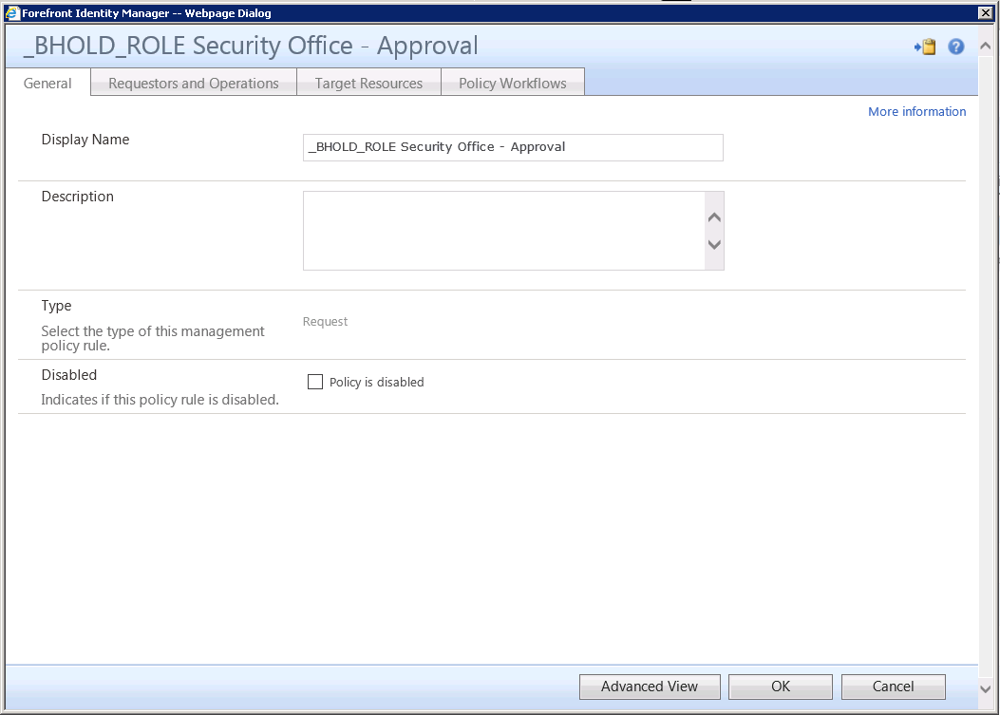 Forefront Identity Manager -- Webpage Dialog
_BHOLD_ROLE Security Office - Approval
General
Requestors and Operations
Target Resources
Policy Workflows
More information
Display Name
_BHOLD_ROLE Security Office - Approval
Description
Type
Select the type of this management
policy rule.
Request
Disabled
Indicates if this policy rule is disabled.
Policy is disabled
Advanced View
OK
Cancel